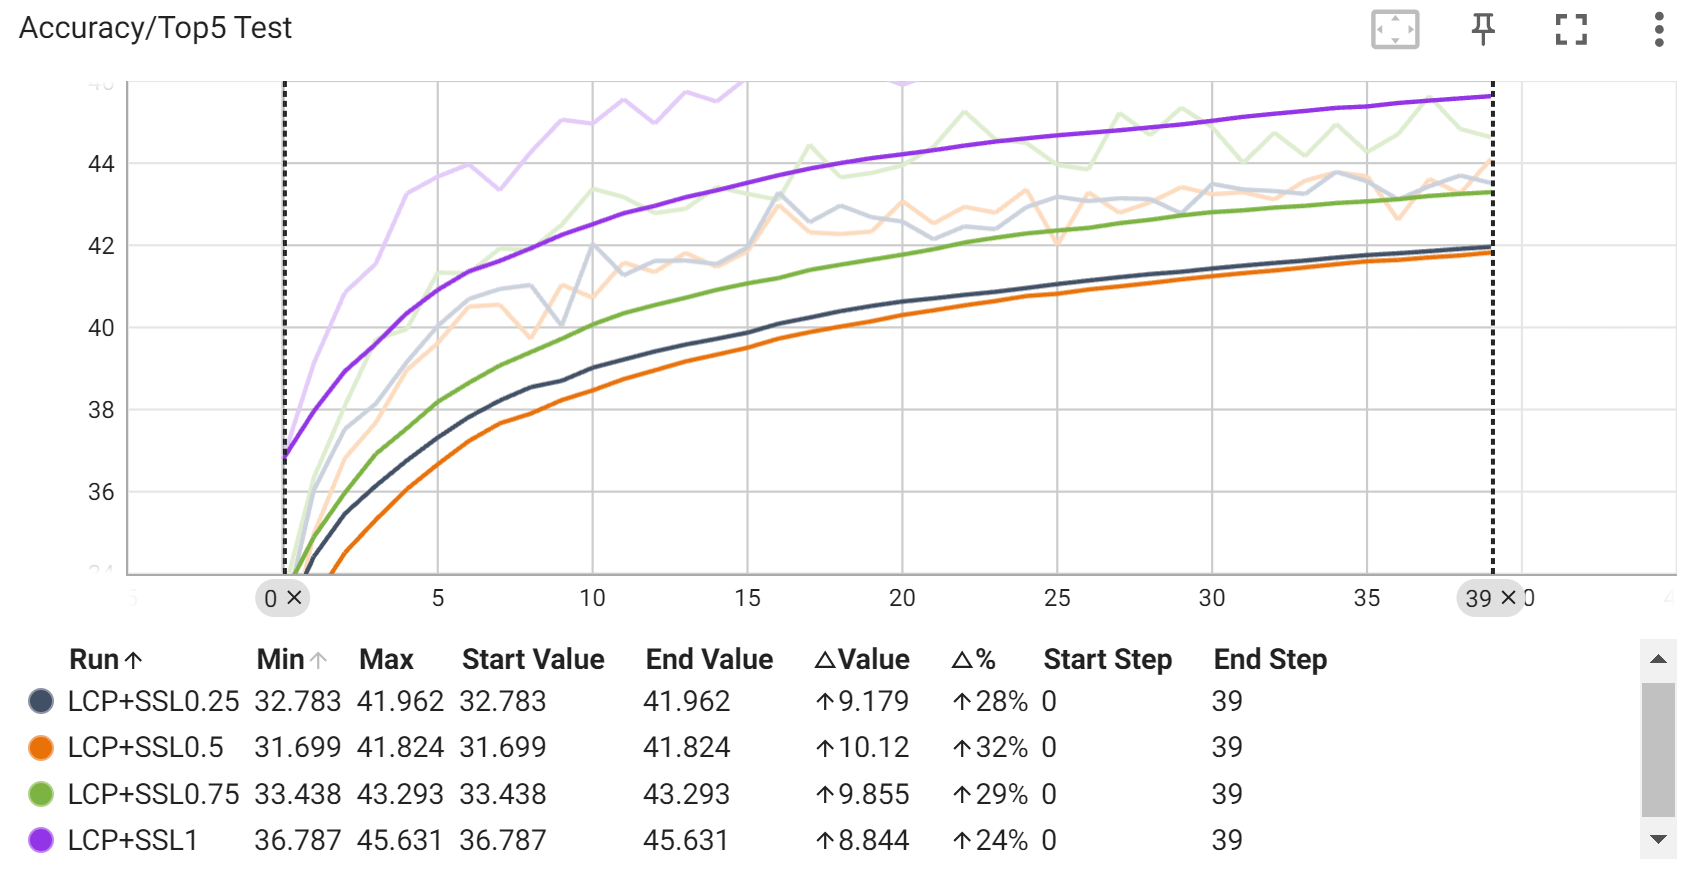 Accuracy/Top5 Test
44
42
40
38
36
0 × 5 10 15 20 25 30 35 39 × 0
Run↑ Min↑ Max Start Value End Value △Value △% Start Step End Step
LCP+SSL0.25 32.783 41.962 32.783 41.962 ↑9.179 ↑28% 0 39
LCP+SSL0.5 31.699 41.824 31.699 41.824 ↑10.12 ↑32% 0 39
LCP+SSL0.75 33.438 43.293 33.438 43.293 ↑9.855 ↑29% 0 39
LCP+SSL1 36.787 45.631 36.787 45.631 ↑8.844 ↑24% 0 39